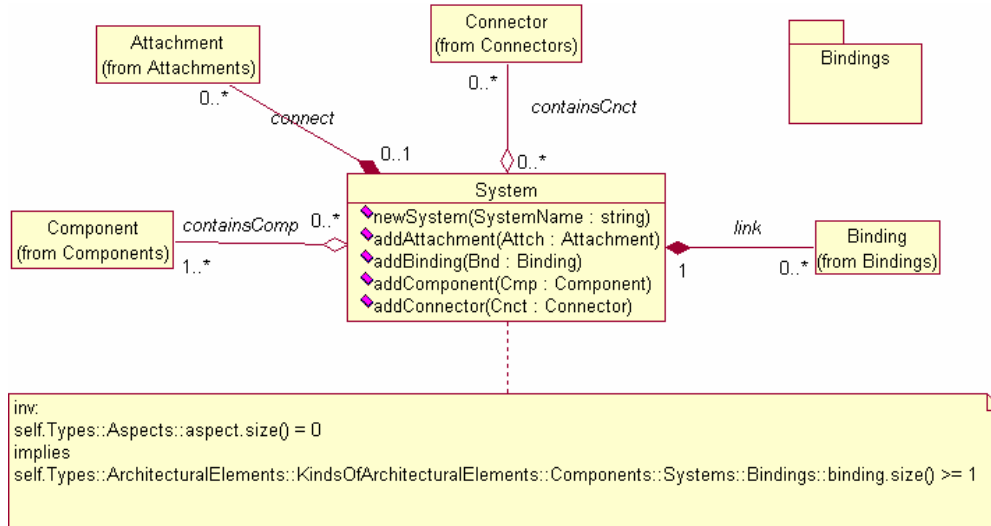 Attachment
(from Attachments)
0..*
connect
0..1
Connector
(from Connectors)
0..*
containsCnct
0..*
Bindings
Component
(from Components)
containsComp
0..*
1..*
System
newSystem(SystemName : string)
addAttachment(Attch : Attachment)
addBinding(Bnd : Binding)
addComponent(Cmp : Component)
addConnector(Cnct : Connector)
link
1
0..*
Binding
(from Bindings)
inv:
self.Types::Aspects::aspect.size() = 0
implies
self.Types::ArchitecturalElements::KindsOfArchitecturalElements::Components::Systems::Bindings::binding.size() >= 1